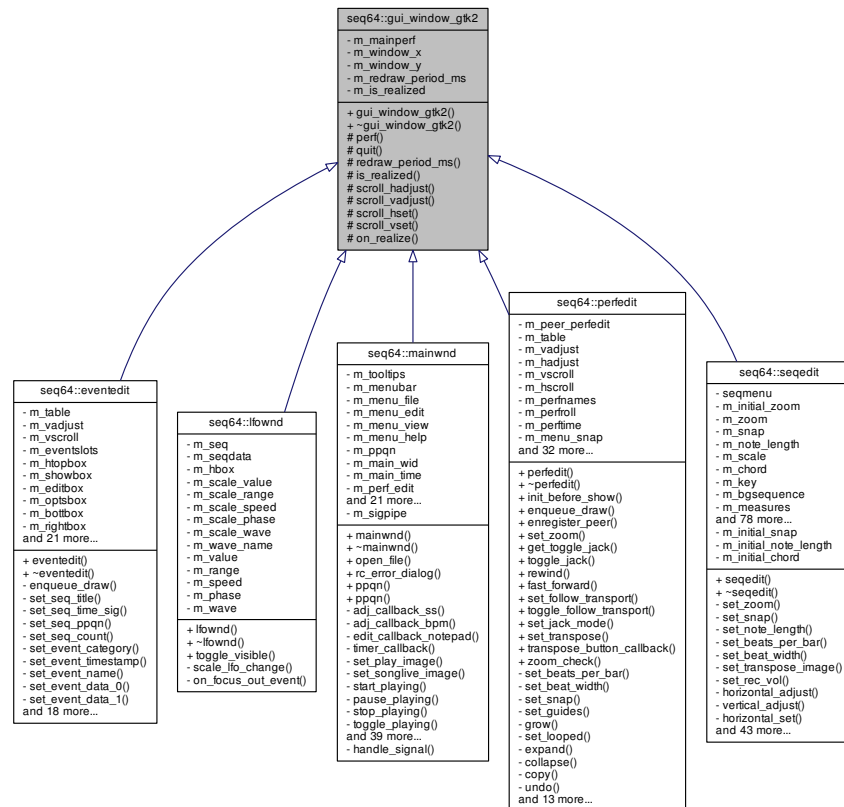 seq64::gui_window_gtk2
- m_mainperf
- m_window_x
- m_window_y
- m_redraw_period_ms
- m_is_realized
+ gui_window_gtk2()
+ ~gui_window_gtk2()
# perf()
# quit()
# redraw_period_ms()
# is_realized()
# scroll_hadjust()
# scroll_vadjust()
# scroll_hset()
# scroll_vset()
# on_realize()
seq64::eventedit
- m_table
- m_vadjust
- m_vscroll
- m_eventslots
- m_htopbox
- m_showbox
- m_editbox
- m_optsbox
- m_bottbox
- m_rightbox
and 21 more...
+ eventedit()
+ ~eventedit()
- enqueue_draw()
- set_seq_title()
- set_seq_time_sig()
- set_seq_ppqn()
- set_seq_count()
- set_event_category()
- set_event_timestamp()
- set_event_name()
- set_event_data_0()
- set_event_data_1()
and 18 more...
seq64::lfownd
- m_seq
- m_seqdata
- m_hbox
- m_scale_value
- m_scale_range
- m_scale_speed
- m_scale_phase
- m_scale_wave
- m_wave_name
- m_value
- m_range
- m_speed
- m_phase
- m_wave
+ lfownd()
+ ~lfownd()
+ toggle_visible()
- scale_lfo_change()
- on_focus_out_event()
seq64::mainwnd
- m_tooltips
- m_menubar
- m_menu_file
- m_menu_edit
- m_menu_view
- m_menu_help
- m_ppqn
- m_main_wid
- m_main_time
- m_perf_edit
and 21 more...
- m_sigpipe
+ mainwnd()
+ ~mainwnd()
+ open_file()
+ rc_error_dialog()
+ ppqn()
+ ppqn()
- adj_callback_ss()
- adj_callback_bpm()
- edit_callback_notepad()
- timer_callback()
- set_play_image()
- set_songlive_image()
- start_playing()
- pause_playing()
- stop_playing()
- toggle_playing()
and 39 more...
- handle_signal()
seq64::perfedit
- m_peer_perfedit
- m_table
- m_vadjust
- m_hadjust
- m_vscroll
- m_hscroll
- m_perfnames
- m_perfroll
- m_perftime
- m_menu_snap
and 32 more...
+ perfedit()
+ ~perfedit()
+ init_before_show()
+ enqueue_draw()
+ enregister_peer()
+ set_zoom()
+ get_toggle_jack()
+ toggle_jack()
+ rewind()
+ fast_forward()
+ set_follow_transport()
+ toggle_follow_transport()
+ set_jack_mode()
+ set_transpose()
+ transpose_button_callback()
+ zoom_check()
- set_beats_per_bar()
- set_beat_width()
- set_snap()
- set_guides()
- grow()
- set_looped()
- expand()
- collapse()
- copy()
- undo()
and 13 more...
seq64::seqedit
- seqmenu
- m_initial_zoom
- m_zoom
- m_snap
- m_note_length
- m_scale
- m_chord
- m_key
- m_bgsequence
- m_measures
and 78 more...
- m_initial_snap
- m_initial_note_length
- m_initial_chord
+ seqedit()
+ ~seqedit()
- set_zoom()
- set_snap()
- set_note_length()
- set_beats_per_bar()
- set_beat_width()
- set_transpose_image()
- set_rec_vol()
- horizontal_adjust()
- vertical_adjust()
- horizontal_set()
and 43 more...